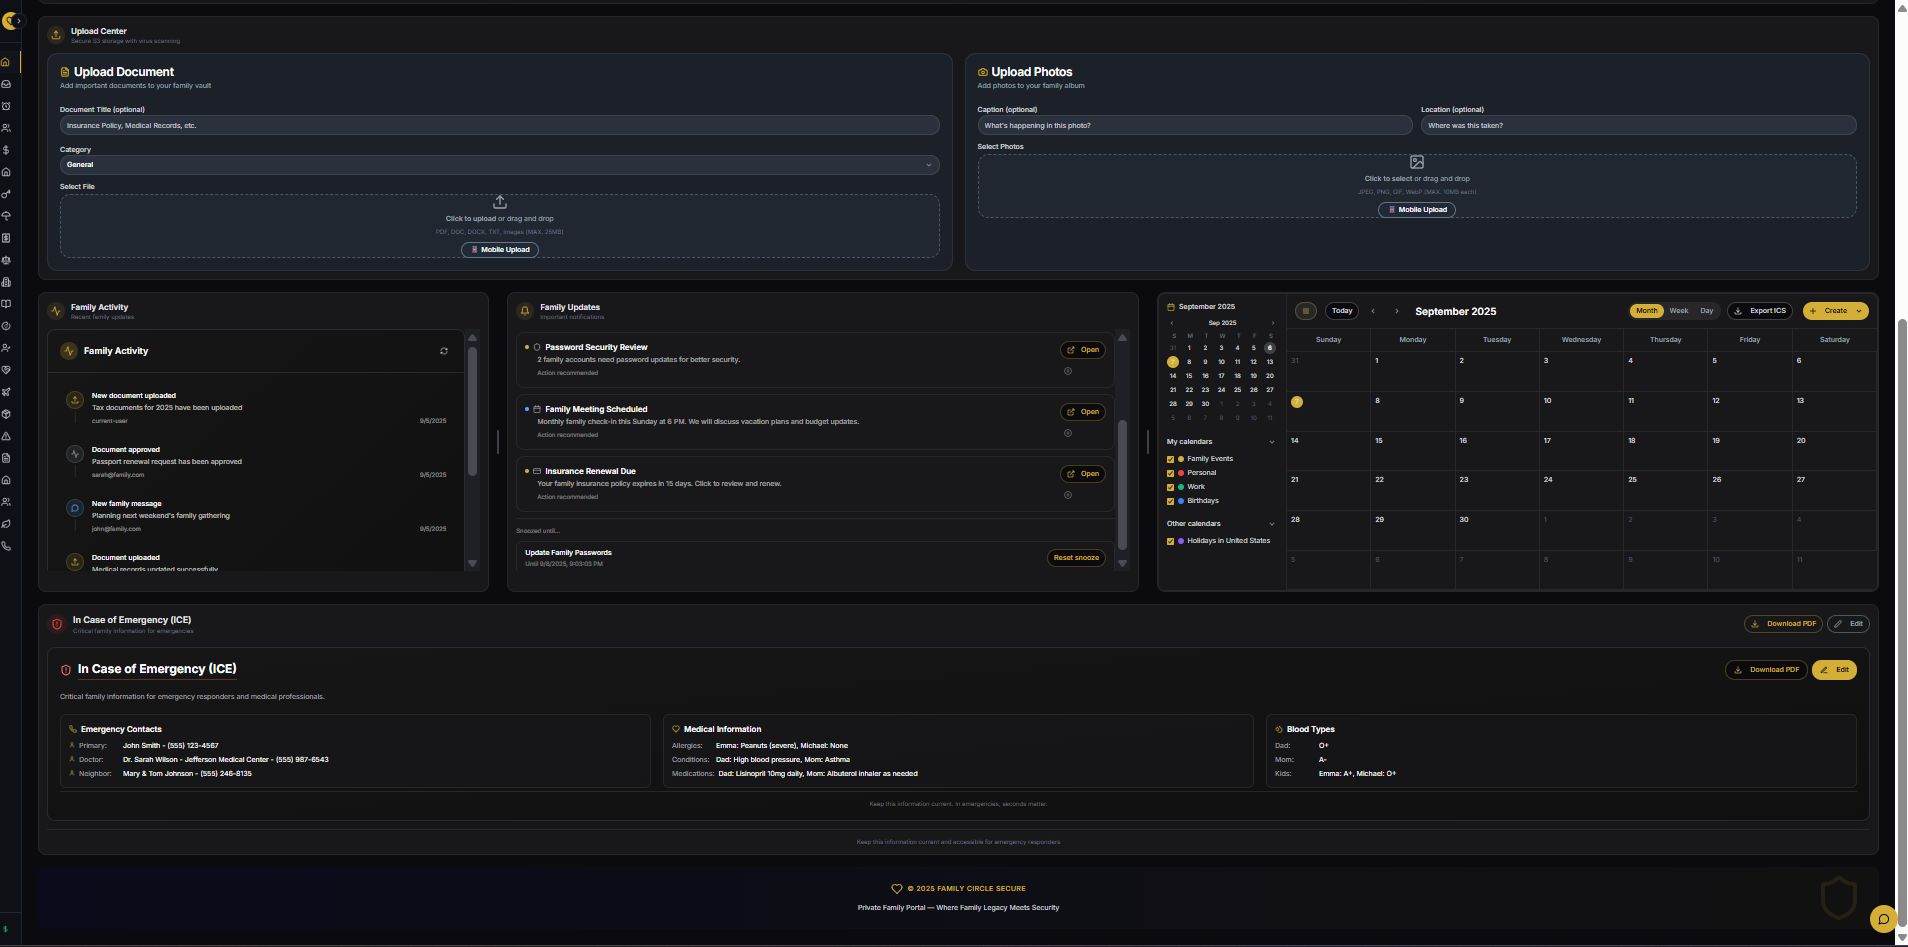 Upload Center
Secure S3 storage with virus scanning
Upload Document
Add important documents to your family vault
Document Title (optional)
Insurance Policy, Medical Records, etc.
Category
General
Select File
Click to upload or drag and drop
PDF, DOC, DOCX, TXT, Images (MAX. 25MB)
Mobile Upload
Upload Photos
Add photos to your family album
Caption (optional)
What's happening in this photo?
Location (optional)
Where was this taken?
Select Photos
Click to select or drag and drop
JPEG, PNG, GIF, WebP (MAX. 10MB each)
Mobile Upload
Family Activity
Recent family updates
Family Activity
New document uploaded
Tax documents for 2025 have been uploaded
current-user 9/5/2025
Document approved
Passport renewal request has been approved
sarah@family.com 9/5/2025
New family message
Planning next weekend's family gathering
john@family.com 9/5/2025
Document uploaded
Medical records updated successfully
Family Updates
Important notifications
Password Security Review
2 family accounts need password updates for better security.
Action recommended
Open
Family Meeting Scheduled
Monthly family check-in this Sunday at 6 PM. We will discuss vacation plans and budget updates.
Action recommended
Open
Insurance Renewal Due
Your family insurance policy expires in 15 days. Click to review and renew.
Action recommended
Open
Snoozed until...
Update Family Passwords
Until 9/8/2025, 9:03:03 PM
Reset snooze
September 2025
Sep 2025
S M T W T F S
31 1 2 3 4 5 6
7 8 9 10 11 12 13
14 15 16 17 18 19 20
21 22 23 24 25 26 27
28 29 30 1 2 3 4
5 6 7 8 9 10 11
My calendars
Family Events
Personal
Work
Birthdays
Other calendars
Holidays in United States
Today
September 2025
Month Week Day
Export ICS
Create
Sunday Monday Tuesday Wednesday Thursday Friday Saturday
31 1 2 3 4 5 6
7 8 9 10 11 12 13
14 15 16 17 18 19 20
21 22 23 24 25 26 27
28 29 30 1 2 3 4
5 6 7 8 9 10 11
In Case of Emergency (ICE)
Critical family information for emergencies
Download PDF
Edit
In Case of Emergency (ICE)
Download PDF
Edit
Critical family information for emergency responders and medical professionals.
Emergency Contacts
Primary: John Smith - (555) 123-4567
Doctor: Dr. Sarah Wilson - Jefferson Medical Center - (555) 987-6543
Neighbor: Mary & Tom Johnson - (555) 246-8135
Medical Information
Allergies: Emma: Peanuts (severe), Michael: None
Conditions: Dad: High blood pressure, Mom: Asthma
Medications: Dad: Lisinopril 10mg daily, Mom: Albuterol inhaler as needed
Blood Types
Dad: O+
Mom: A-
Kids: Emma: A+, Michael: O+
Keep this information current. In emergencies, seconds matter.
Keep this information current and accessible for emergency responders
© 2025 FAMILY CIRCLE SECURE
Private Family Portal — Where Family Legacy Meets Security